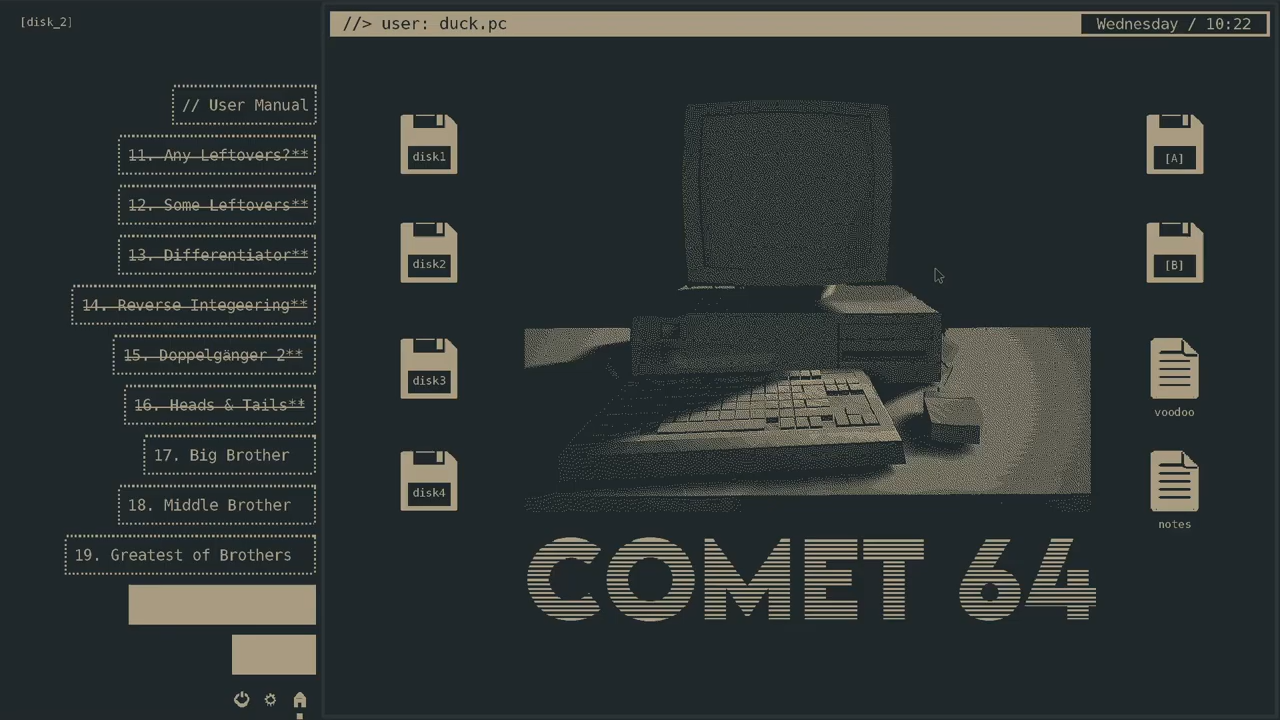 [disk_2]
//> user: duck.pc
Wednesday / 10:22
// User Manual
11. Any Leftovers?**
12. Some Leftovers**
13. Differentiator**
14. Reverse Integeering**
15. Doppelgänger 2**
16. Heads & Tails**
17. Big Brother
18. Middle Brother
19. Greatest of Brothers
disk1
disk2
disk3
disk4
[A]
[B]
voodoo
notes
COMET 64